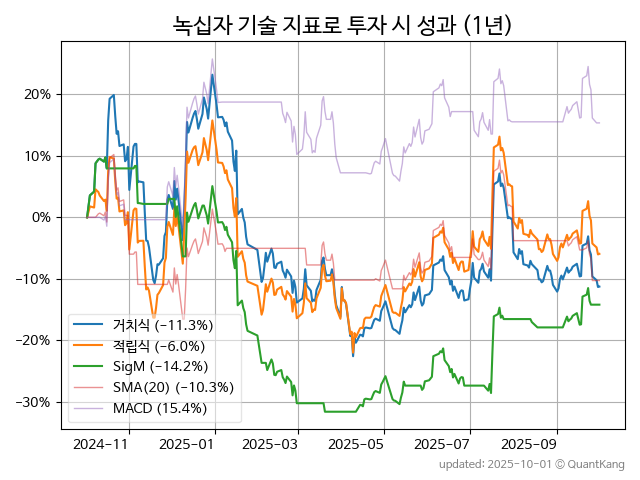 녹십자 기술 지표로 투자 시 성과 (1년)
20%
10%
0%
−10%
−20%
−30%
거치식 (−11.3%)
적립식 (−6.0%)
SigM (−14.2%)
SMA(20) (−10.3%)
MACD (15.4%)
2024−11
2025−01
2025−03
2025−05
2025−07
2025−09
updated: 2025-10-01 © QuantKang